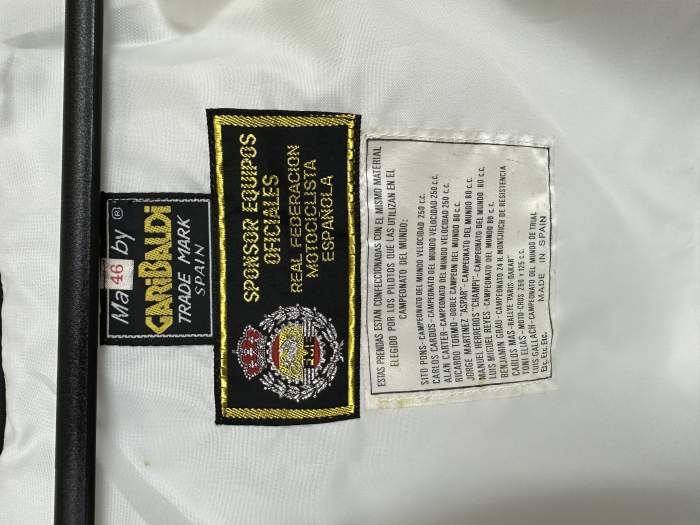 Ma by ®
46
GARIBALDI
TRADE MARK
SPAIN
SPONSOR EQUIPOS
OFICIALES
REAL FEDERACION
MOTOCICLISTA
ESPAÑOLA
ESTAS PRENDAS ESTAN CONFECCIONADAS CON EL MISMO MATERIAL
ELEGIDO POR LOS PILOTOS QUE LAS UTILIZAN EN EL
CAMPEONATO DEL MUNDO:
SITO PONS-CAMPEONATO DEL MUNDO VELOCIDAD 250 c.c.
CARLOS CARDUS-CAMPEONATO DEL MUNDO VELOCIDAD 250 c.c.
ALAN CARTER-CAMPEONATO DEL MUNDO VELOCIDAD 250 c.c.
RICARDO TORMO-DOBLE CAMPEON DEL MUNDO 50 c.c.
JORGE MARTINEZ "ASPAR"-CAMPEONATO DEL MUNDO 80 c.c.
MANUEL HERREROS "CHAMPI"-CAMPEONATO DEL MUNDO 80 c.c.
LUIS MIGUEL REYES CAMPEONATO DEL MUNDO 80 c.c.
BENJAMIN GRAU-CAMPEONATO 24 H. MONTJUICH DE RESISTENCIA
CARLOS MAS-RALLYE "PARIS-DAKAR"
TONI ELIAS-MOTO-CROS 250 y 125 c.c.
LUIS GALLACH-CAMPEONATO DEL MUNDO DE TRIAL
Etc. Etc. Etc. MADE IN SPAIN